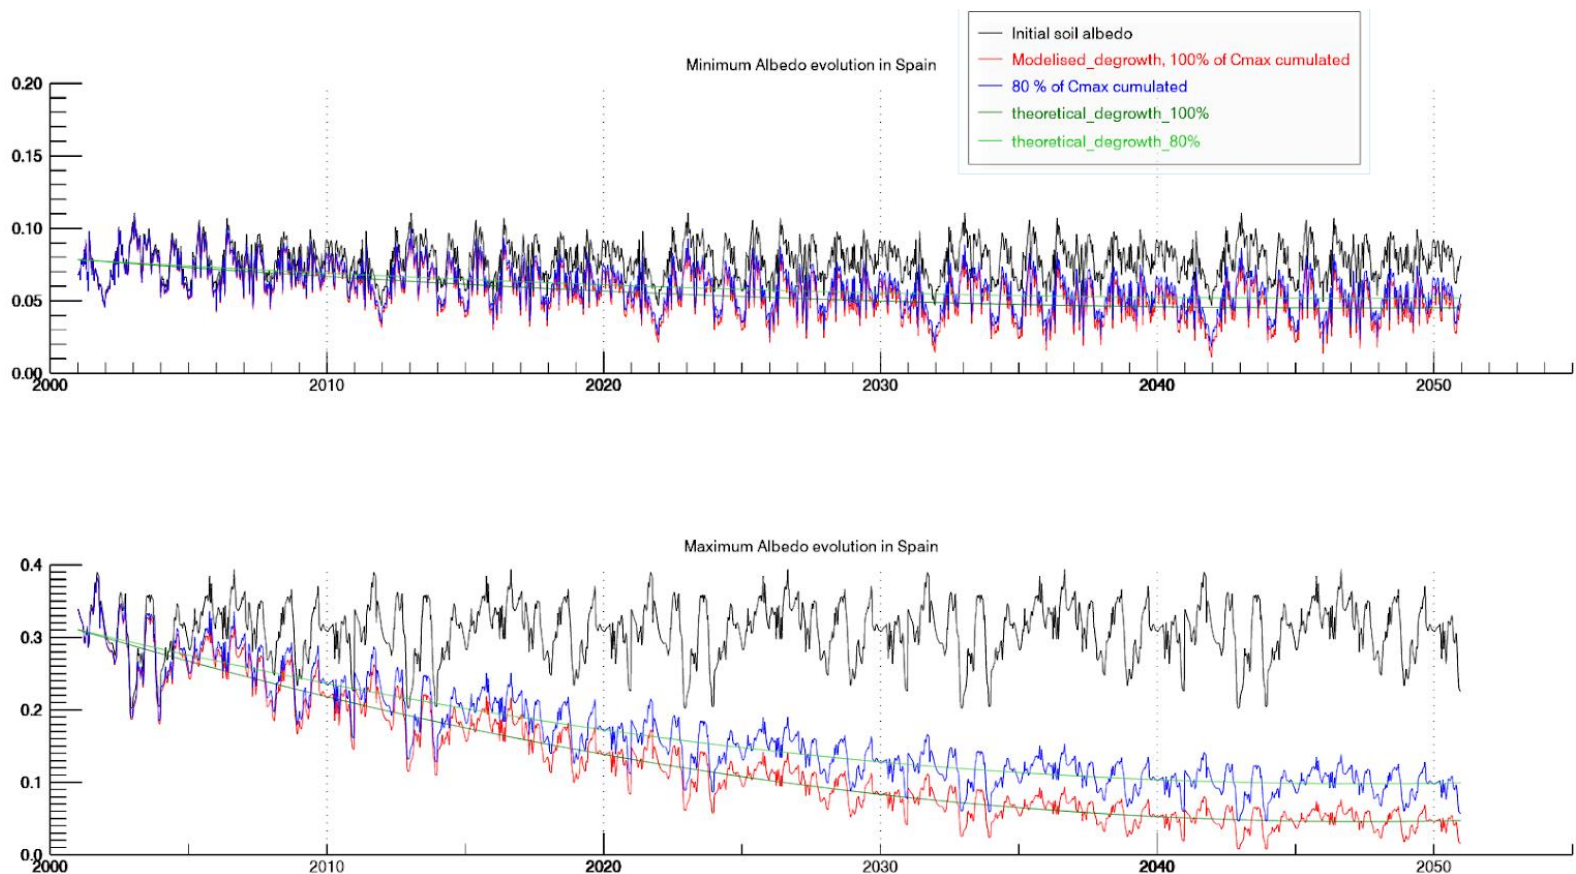 Initial soil albedo
Modelised_degrowth, 100% of Cmax cumulated
80 % of Cmax cumulated
theoretical_degrowth_100%
theoretical_degrowth_80%
Minimum Albedo evolution in Spain
0.20
0.15
0.10
0.05
0.00
2000 2010 2020 2030 2040 2050
Maximum Albedo evolution in Spain
0.4
0.3
0.2
0.1
0.0
2000 2010 2020 2030 2040 2050